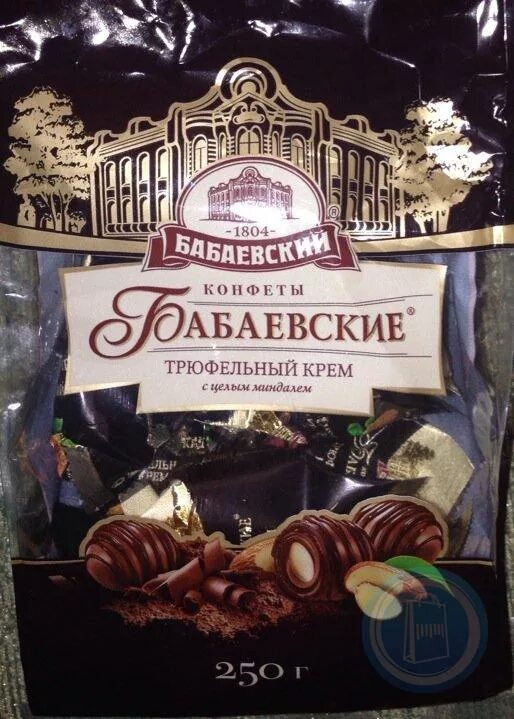 -1804-
БАБАЕВСКИЙ
КОНФЕТЫ
БАБАЕВСКИЕ®
ТРЮФЕЛЬНЫЙ КРЕМ
с целым миндалем
250 г